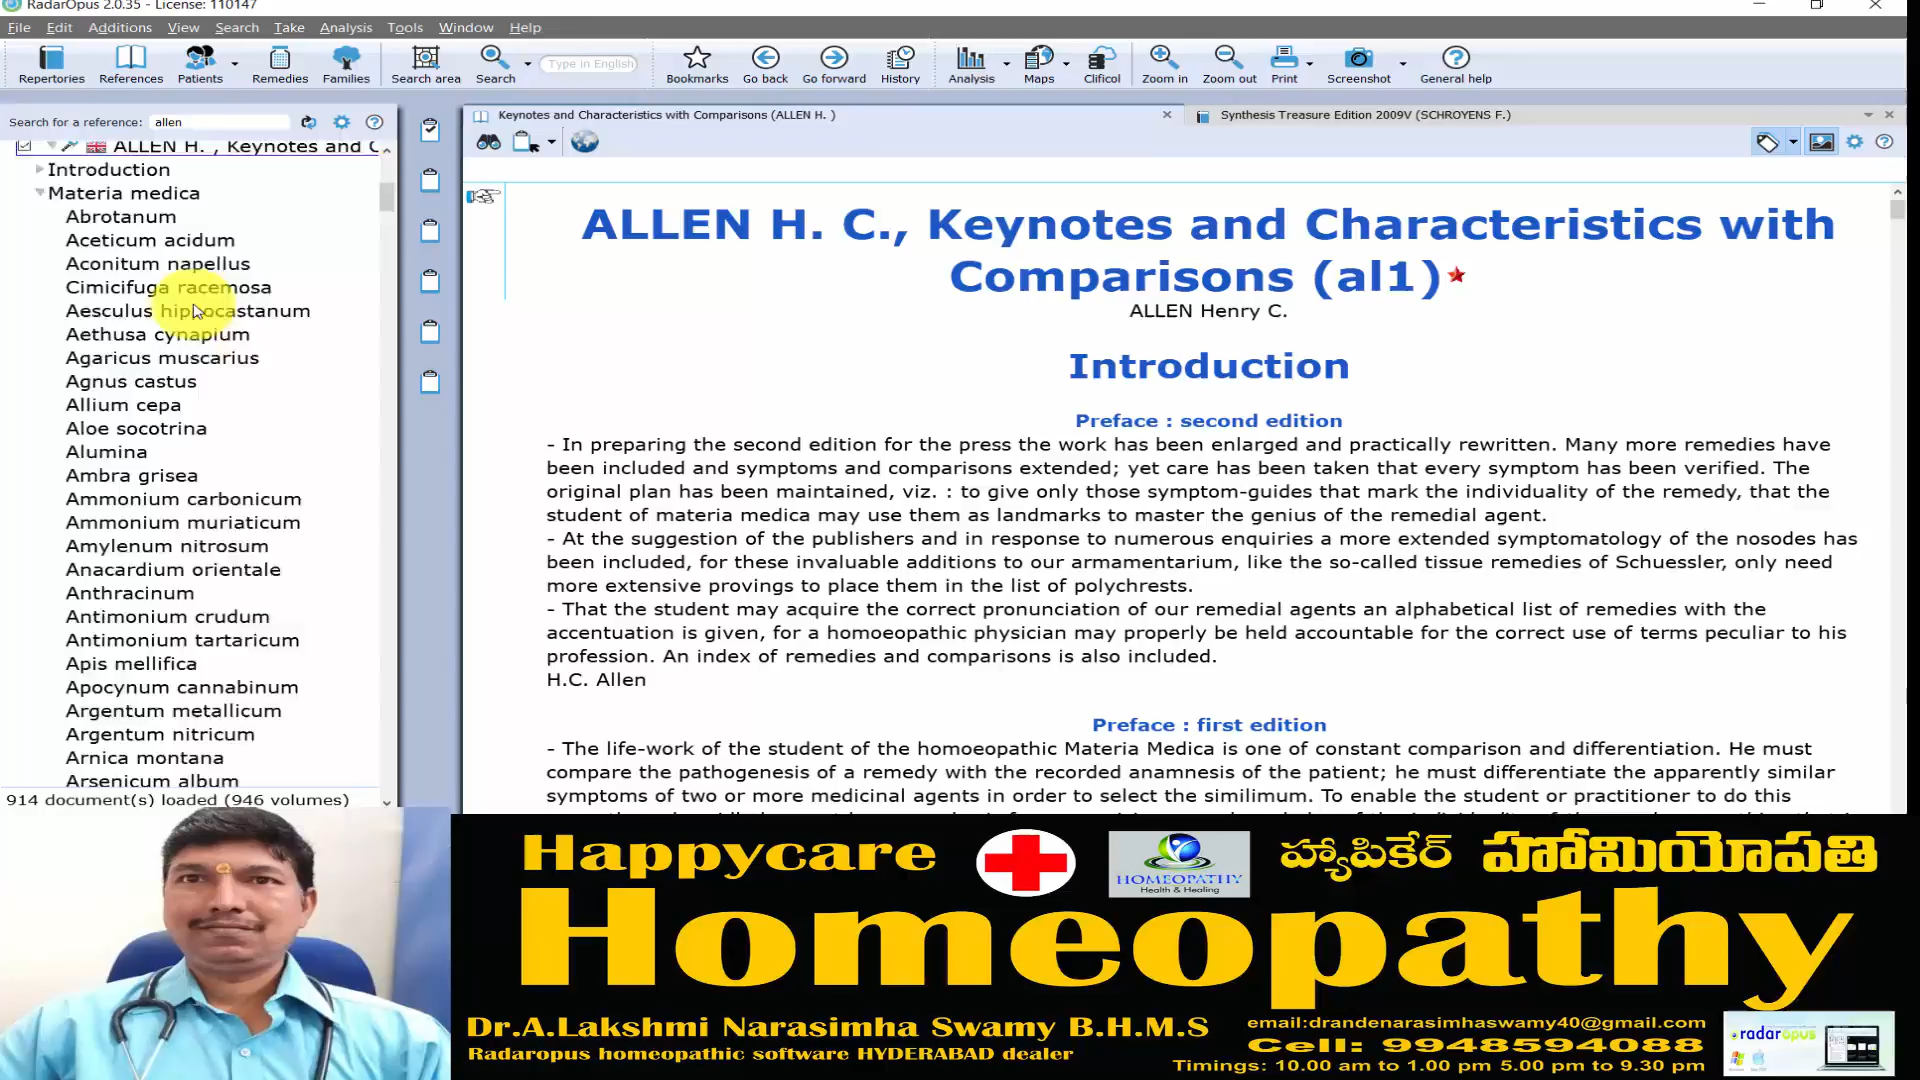 RadarOpus 2.0.35 - License: 110147
File Edit Additions View Search Take Analysis Tools Window Help
Repertories References Patients Remedies Families Search area Search Type in English Bookmarks Go back Go forward History Analysis Maps Clificol Zoom in Zoom out Print Screenshot General help
Search for a reference: allen
Keynotes and Characteristics with Comparisons (ALLEN H. )
Synthesis Treasure Edition 2009V (SCHROYENS F.)
ALLEN H. , Keynotes and C
Introduction
Materia medica
Abrotanum
Aceticum acidum
Aconitum napellus
Cimicifuga racemosa
Aesculus hippocastanum
Aethusa cynapium
Agaricus muscarius
Agnus castus
Allium cepa
Aloe socotrina
Alumina
Ambra grisea
Ammonium carbonicum
Ammonium muriaticum
Amylenum nitrosum
Anacardium orientale
Anthracinum
Antimonium crudum
Antimonium tartaricum
Apis mellifica
Apocynum cannabinum
Argentum metallicum
Argentum nitricum
Arnica montana
Arsenicum album
914 document(s) loaded (946 volumes)
ALLEN H. C., Keynotes and Characteristics with
Comparisons (al1)
ALLEN Henry C.
Introduction
Preface : second edition
- In preparing the second edition for the press the work has been enlarged and practically rewritten. Many more remedies have
been included and symptoms and comparisons extended; yet care has been taken that every symptom has been verified. The
original plan has been maintained, viz. : to give only those symptom-guides that mark the individuality of the remedy, that the
student of materia medica may use them as landmarks to master the genius of the remedial agent.
- At the suggestion of the publishers and in response to numerous enquiries a more extended symptomatology of the nosodes has
been included, for these invaluable additions to our armamentarium, like the so-called tissue remedies of Schuessler, only need
more extensive provings to place them in the list of polychrests.
- That the student may acquire the correct pronunciation of our remedial agents an alphabetical list of remedies with the
accentuation is given, for a homoeopathic physician may properly be held accountable for the correct use of terms peculiar to his
profession. An index of remedies and comparisons is also included.
H.C. Allen
Preface : first edition
- The life-work of the student of the homoeopathic Materia Medica is one of constant comparison and differentiation. He must
compare the pathogenesis of a remedy with the recorded anamnesis of the patient; he must differentiate the apparently similar
symptoms of two or more medicinal agents in order to select the similimum. To enable the student or practitioner to do this
Happycare
HOMEOPATHY
Health & Healing
హ్యాపికేర్ హోమియోపతి
Homeopathy
Dr.A.Lakshmi Narasimha Swamy B.H.M.S
Radaropus homeopathic software HYDERABAD dealer
email:drandenarasimhaswamy40@gmail.com
Cell: 9948594088
Timings: 10.00 am to 1.00 pm 5.00 pm to 9.30 pm
radaropus